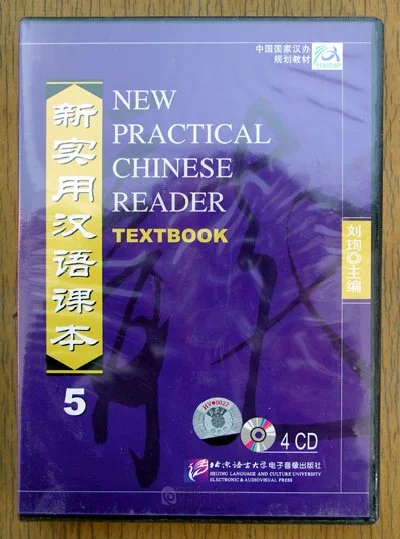 中国国家汉办
规划教材
Hanban
新实用汉语课本
5
NEW
PRACTICAL
CHINESE
READER
TEXTBOOK
刘珣◎主编
4 CD
北京语言大学电子音像出版社
BEIJING LANGUAGE AND CULTURE UNIVERSITY
ELECTRONIC & AUDIOVISUAL PRESS